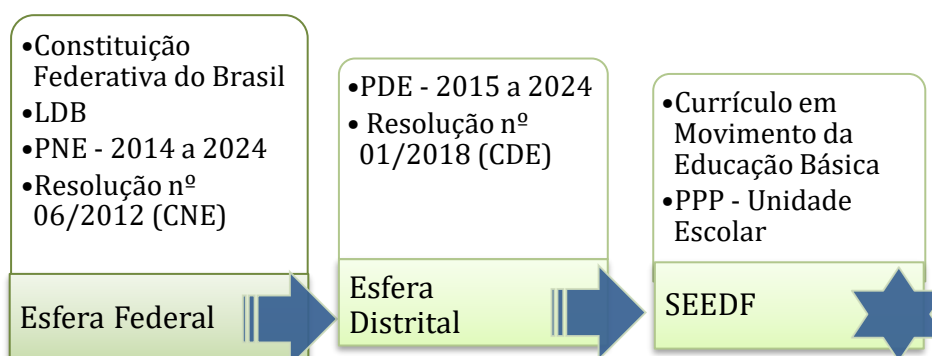 •Constituição
Federativa do Brasil
•LDB
•PNE - 2014 a 2024
•Resolução nº
06/2012 (CNE)
Esfera Federal
•PDE - 2015 a 2024
• Resolução nº
01/2018 (CDE)
Esfera
Distrital
•Currículo em
Movimento da
Educação Básica
•PPP - Unidade
Escolar
SEEDF